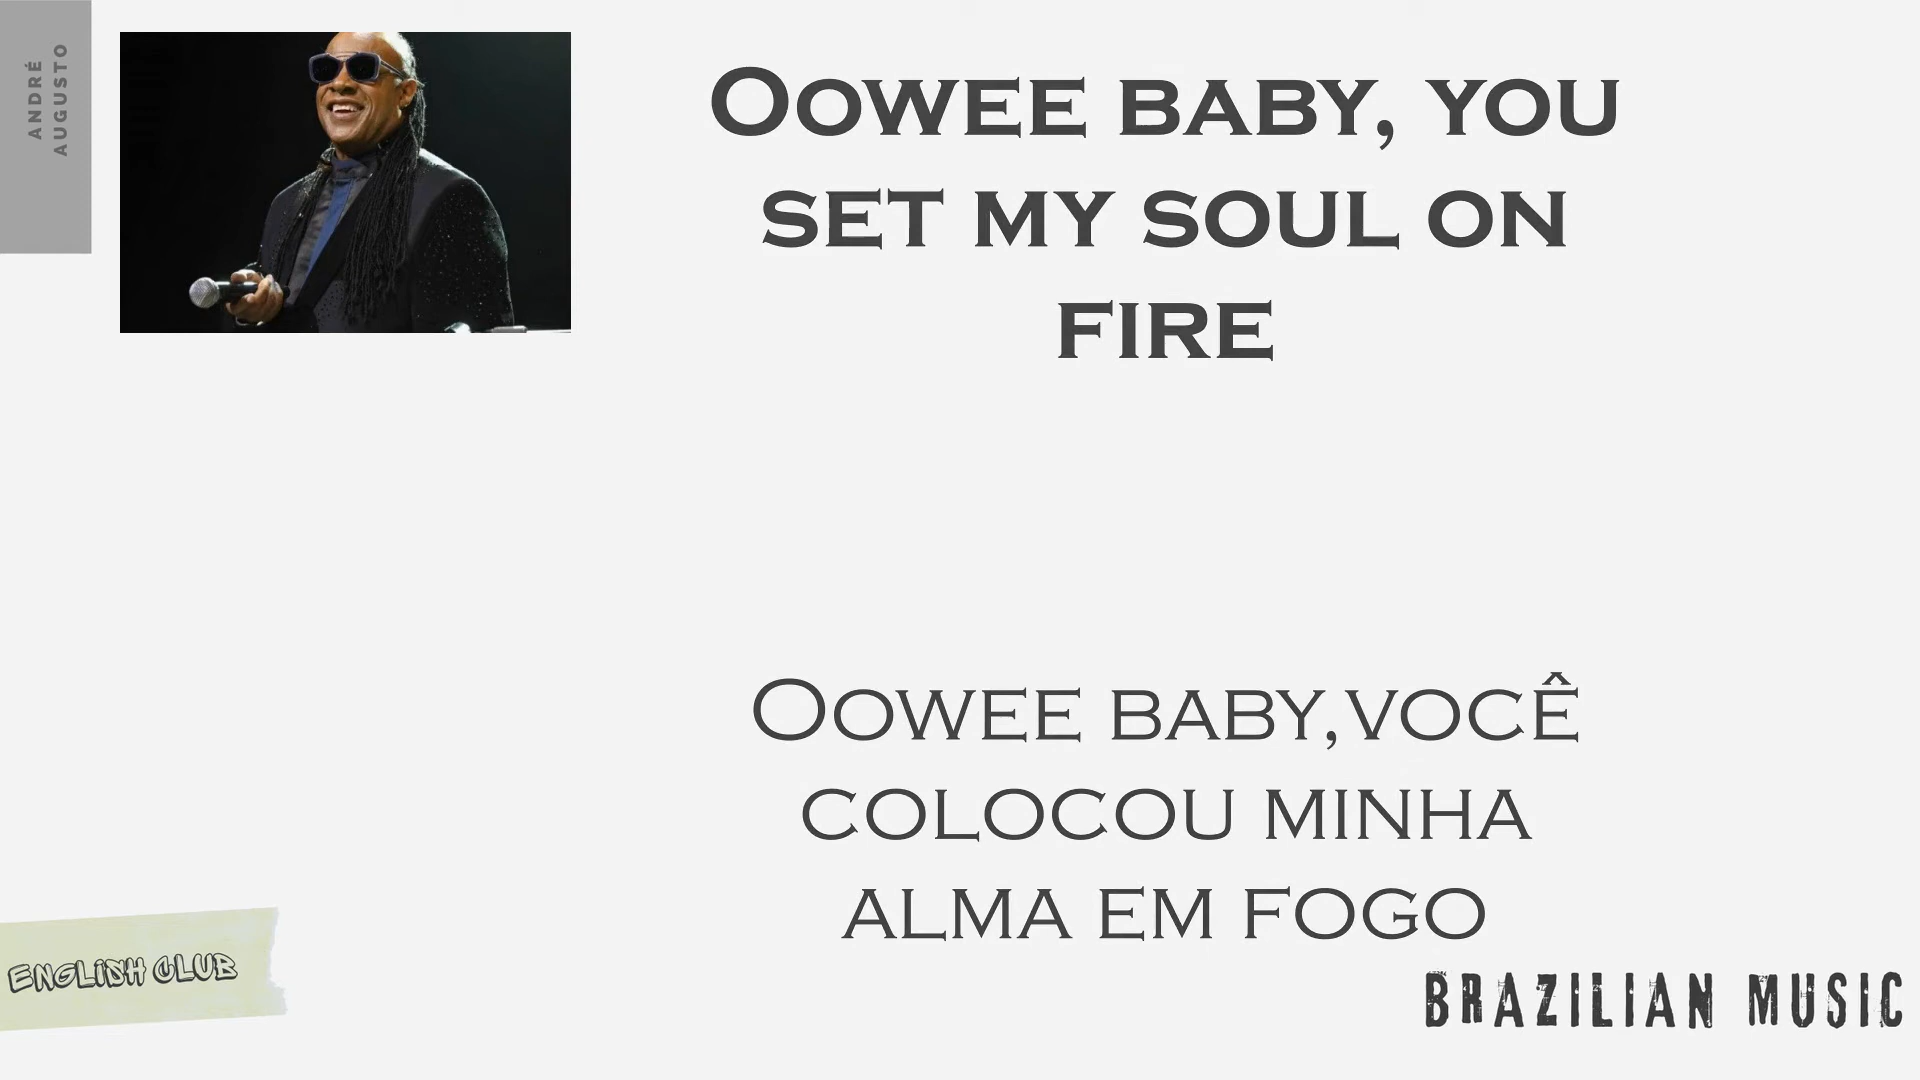 ANDRÉ
AUGUSTO
Oowee baby, you
set my soul on
fire
Oowee baby,você
colocou minha
alma em fogo
ENGLISH CLUB
BRAZILIAN MUSIC